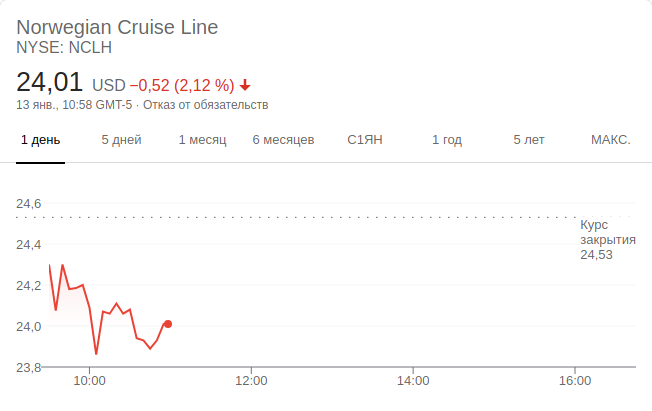 Norwegian Cruise Line
NYSE: NCLH
24,01 USD −0,52 (2,12 %)
13 янв., 10:58 GMT-5 · Отказ от обязательств
1 день 5 дней 1 месяц 6 месяцев С1ЯН 1 год 5 лет МАКС.
24,6
Курс
закрытия
24,53
24,4
24,2
24,0
23,8
10:00 12:00 14:00 16:00